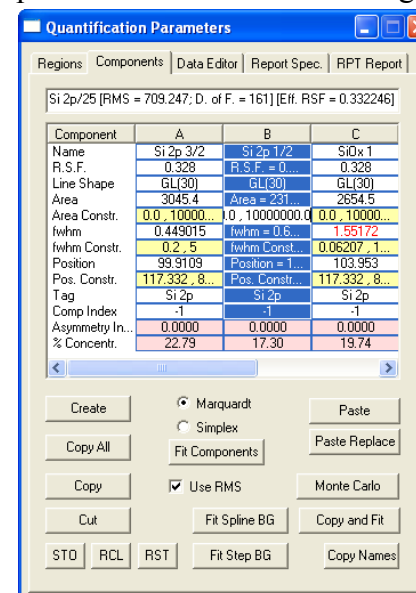 Quantification Parameters
Regions Components Data Editor Report Spec. RPT Report
Si 2p/25 [RMS = 709.247; D. of F. = 161] [Eff. RSF = 0.332246]
Component A B C
Name Si 2p 3/2 Si 2p 1/2 SiOx 1
R.S.F. 0.328 R.S.F. = 0.... 0.328
Line Shape GL(30) GL(30) GL(30)
Area 3045.4 Area = 231... 2654.5
Area Constr. 0.0 , 10000... 0.0 , 10000000.0 0.0 , 10000...
fwhm 0.449015 fwhm = 0.6... 1.55172
fwhm Constr. 0.2 , 5 fwhm Const... 0.06207 , 1...
Position 99.9109 Position = 1... 103.953
Pos. Constr. 117.332 , 8... Pos. Constr... 117.332 , 8...
Tag Si 2p Si 2p Si 2p
Comp Index -1 -1 -1
Asymmetry In... 0.0000 0.0000 0.0000
% Concentr. 22.79 17.30 19.74
Create Marquardt Paste
Simplex
Copy All Fit Components Paste Replace
Copy Use RMS Monte Carlo
Cut Fit Spline BG Copy and Fit
STO RCL RST Fit Step BG Copy Names